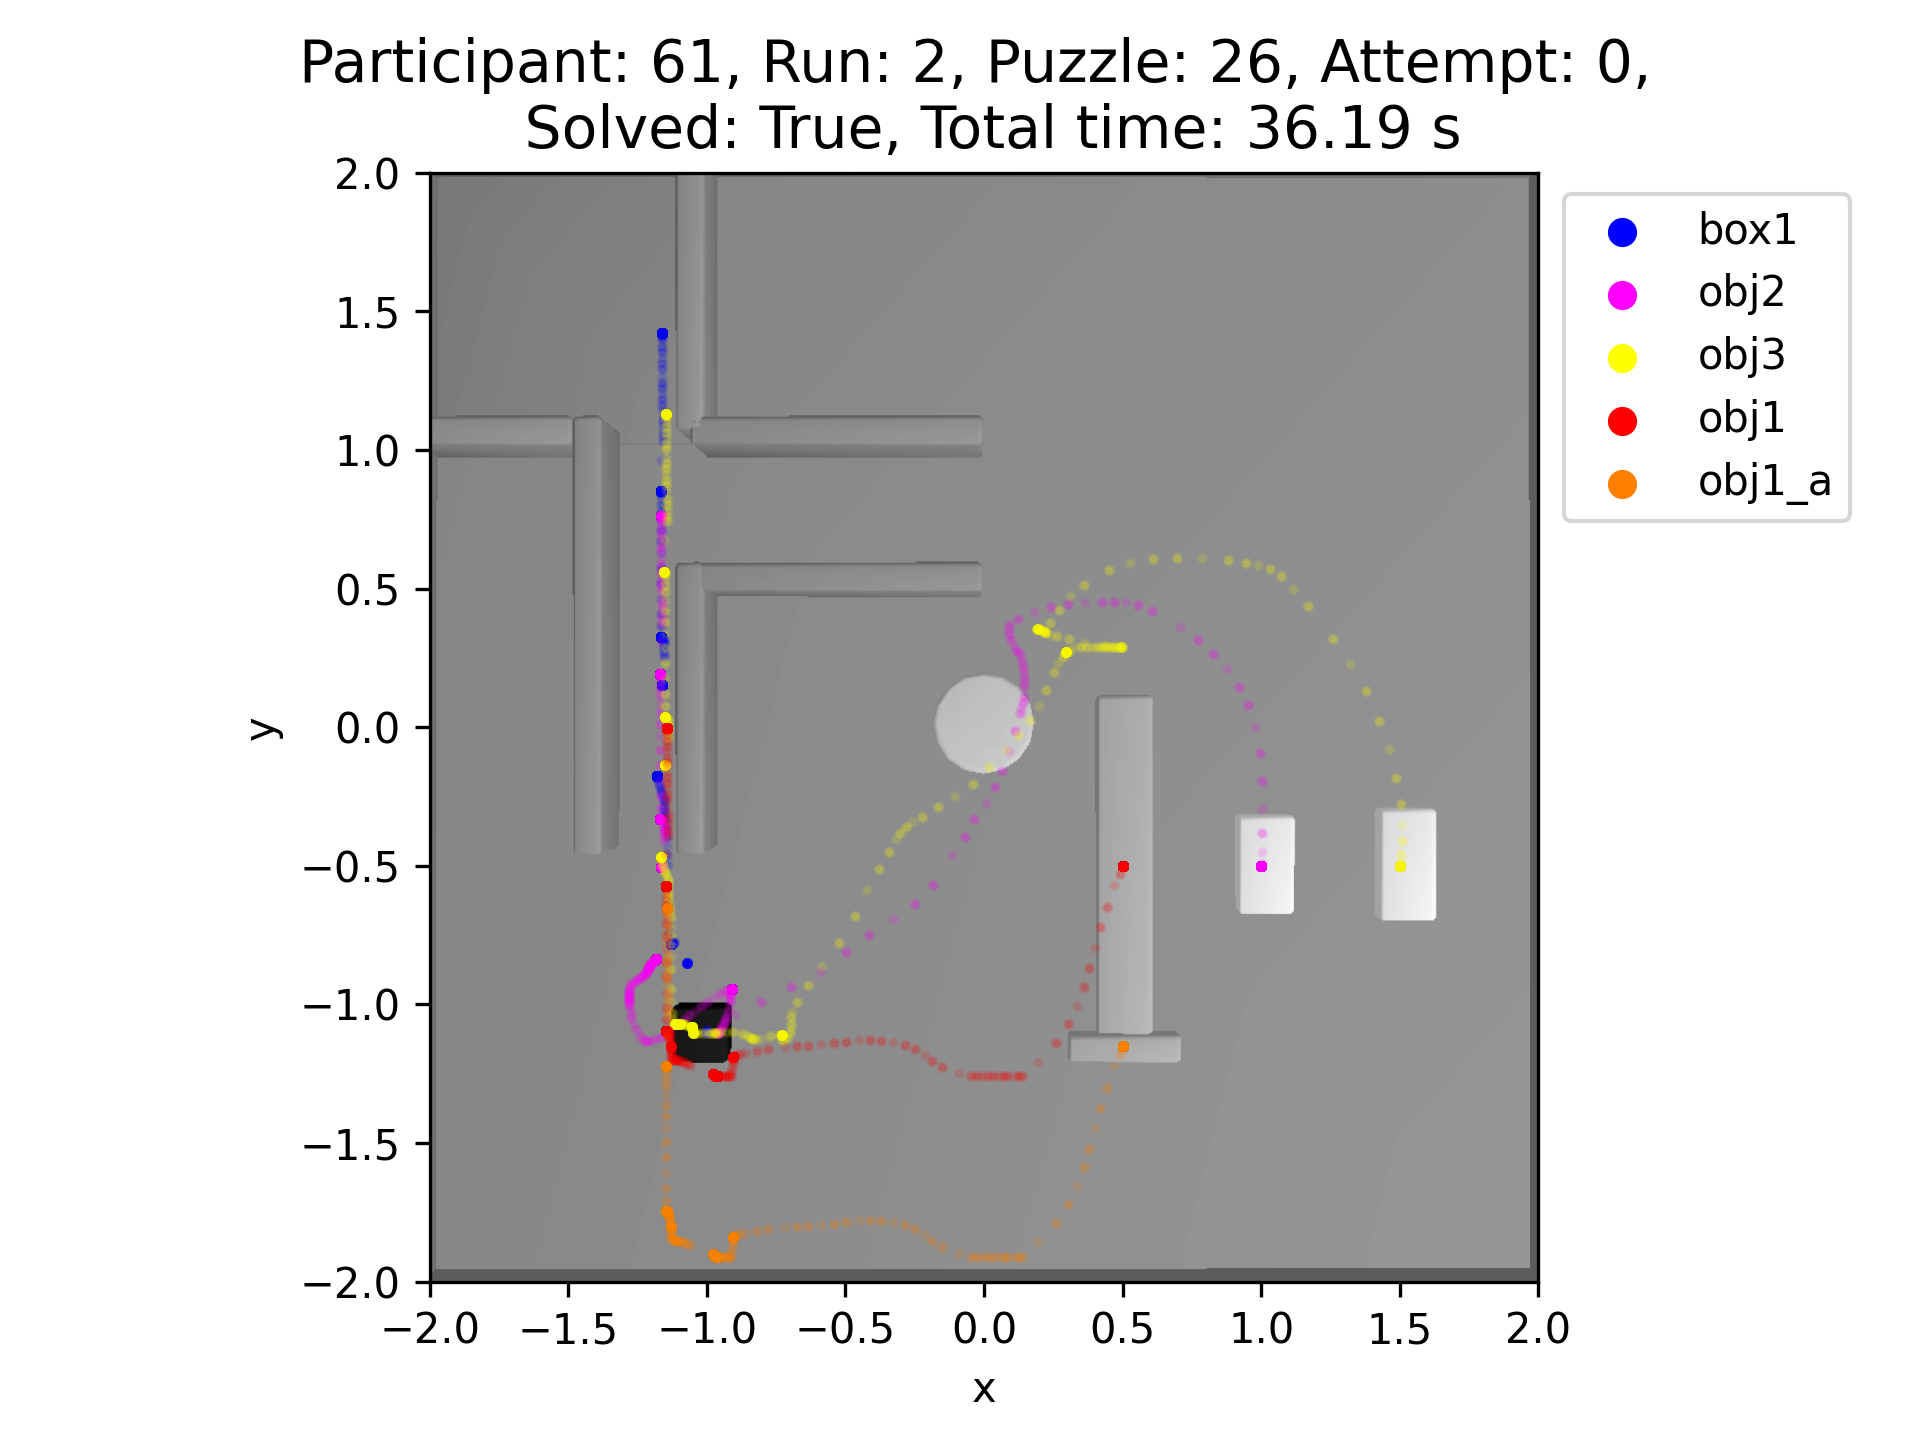 Participant: 61, Run: 2, Puzzle: 26, Attempt: 0,
Solved: True, Total time: 36.19 s
box1
obj2
obj3
obj1
obj1_a
2.0
1.5
1.0
0.5
0.0
−0.5
−1.0
−1.5
−2.0
y
−2.0 −1.5 −1.0 −0.5 0.0 0.5 1.0 1.5 2.0
x